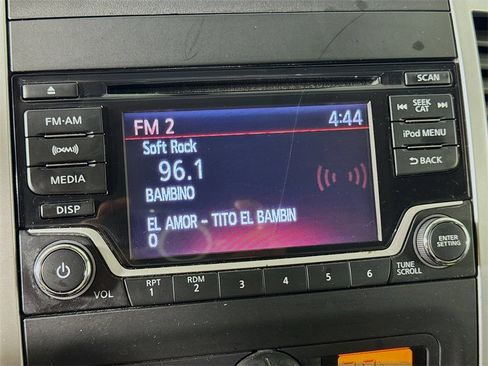 SCAN
FM·AM
FM 2
4:44
SEEK
CAT
Soft Rock
(XM)
96.1
iPod MENU
MEDIA
BACK
BAMBINO
DISP
EL AMOR - TITO EL BAMBIN
O
ENTER
SETTING
VOL
RPT
1
RDM
2
3
4
5
6
TUNE
SCROLL